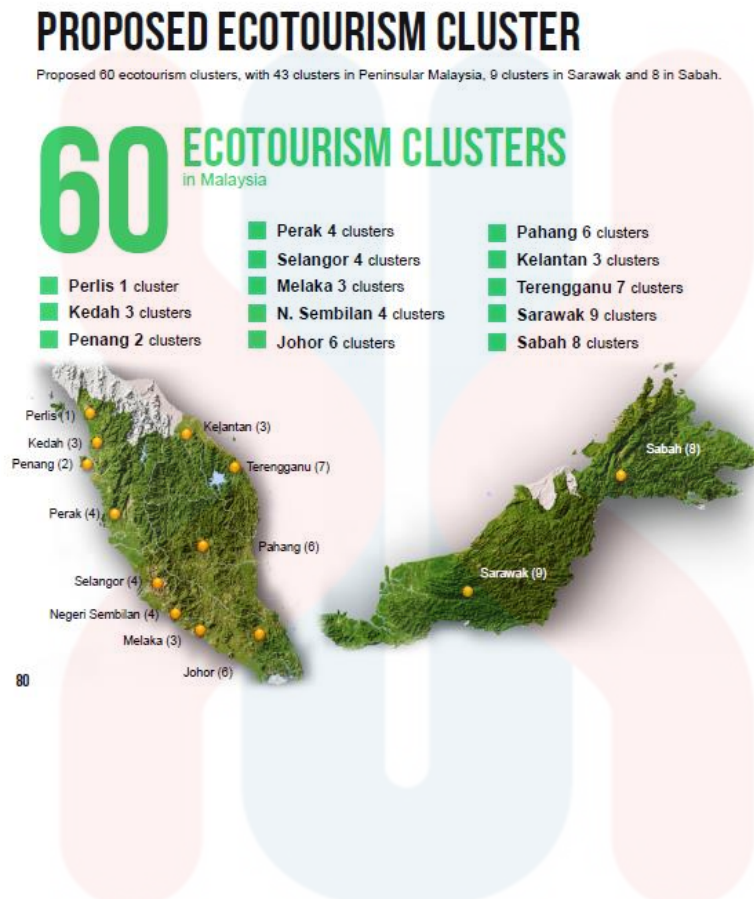 PROPOSED ECOTOURISM CLUSTER
Proposed 60 ecotourism clusters, with 43 clusters in Peninsular Malaysia, 9 clusters in Sarawak and 8 in Sabah.
60
ECOTOURISM CLUSTERS
in Malaysia
Perlis 1 cluster
Kedah 3 clusters
Penang 2 clusters
Perak 4 clusters
Selangor 4 clusters
Melaka 3 clusters
N. Sembilan 4 clusters
Johor 6 clusters
Pahang 6 clusters
Kelantan 3 clusters
Terengganu 7 clusters
Sarawak 9 clusters
Sabah 8 clusters
Perlis (1)
Kedah (3)
Penang (2)
Perak (4)
Selangor (4)
Negeri Sembilan (4)
Melaka (3)
Johor (6)
Kelantan (3)
Terengganu (7)
Pahang (6)
Sabah (8)
Sarawak (9)
80